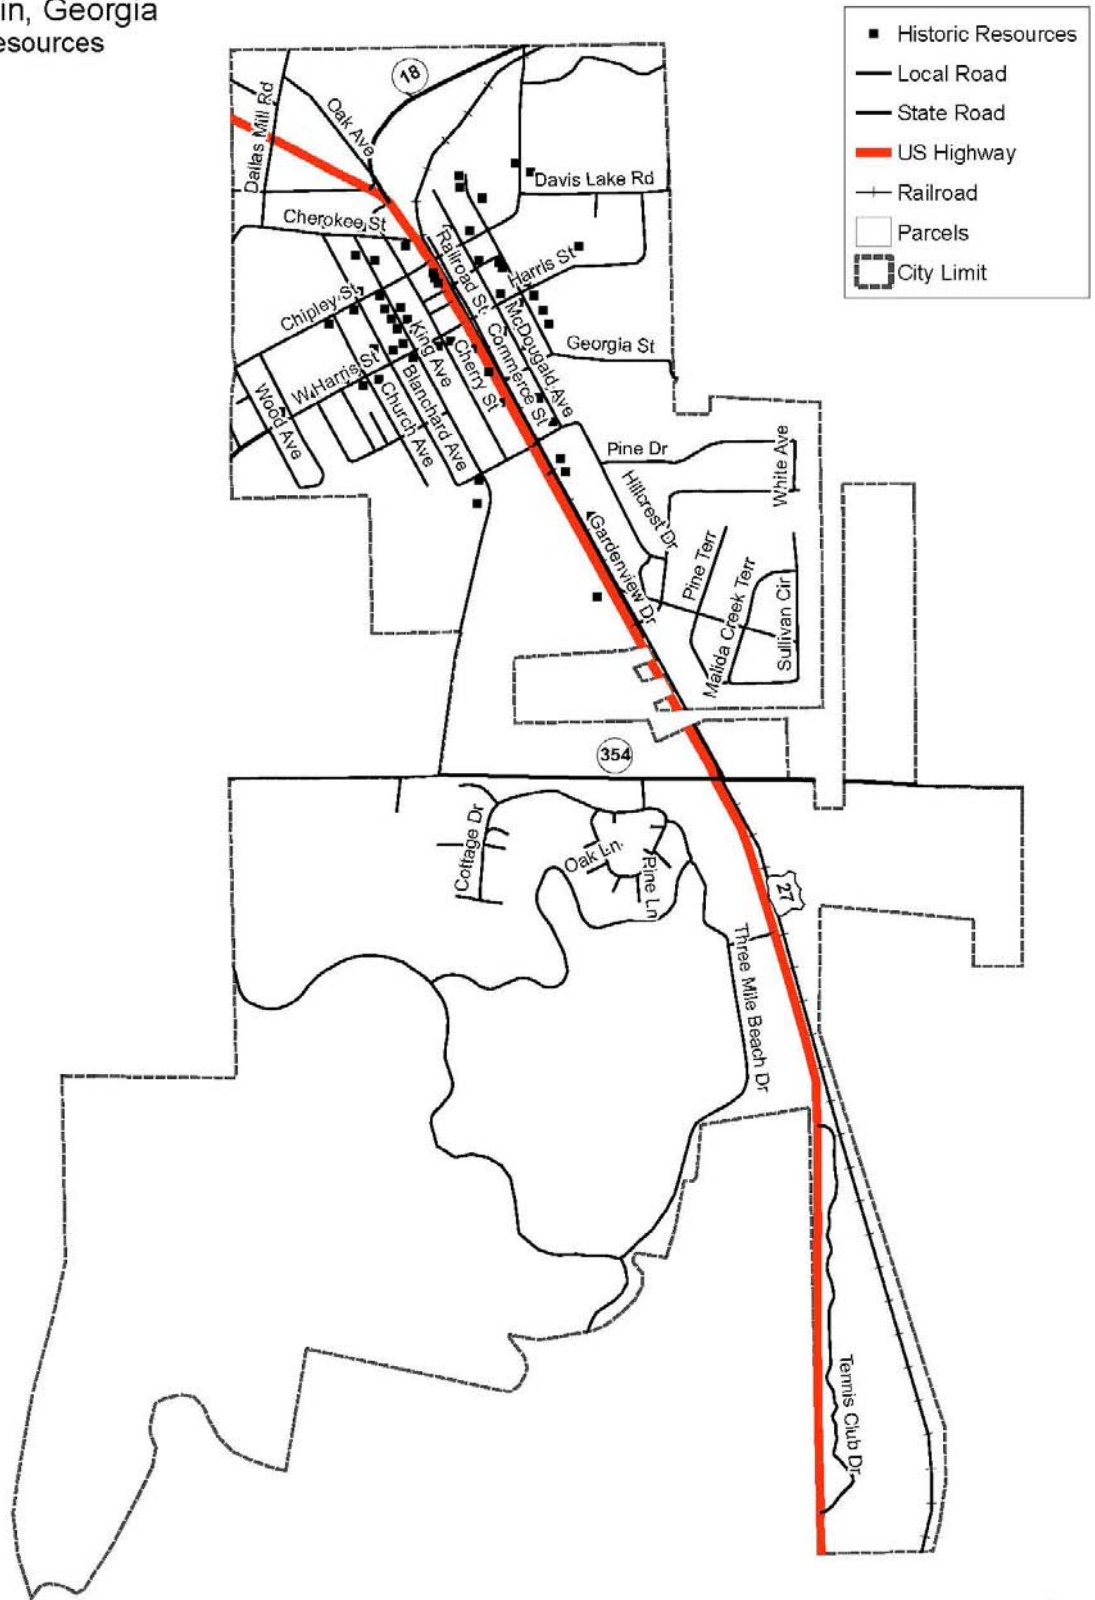 in, Georgia
esources
Historic Resources
Local Road
State Road
US Highway
Railroad
Parcels
City Limit
18
Dallas Mill Rd
Oak Ave
Davis Lake Rd
Cherokee St
Railroad St
Harris St
Chipley St
McDougald Ave
Georgia St
King Ave
Commerce St
Cherry St
W Harris St
Blanchard Ave
Wood Ave
Church Ave
Pine Dr
White Ave
Hillcrest Dr
Gardenview Dr
Pine Terr
Malida Creek Terr
Sullivan Cir
354
Cottage Dr
Oak Ln
Pine Ln
27
Three Mile Beach Dr
Tennis Club Dr